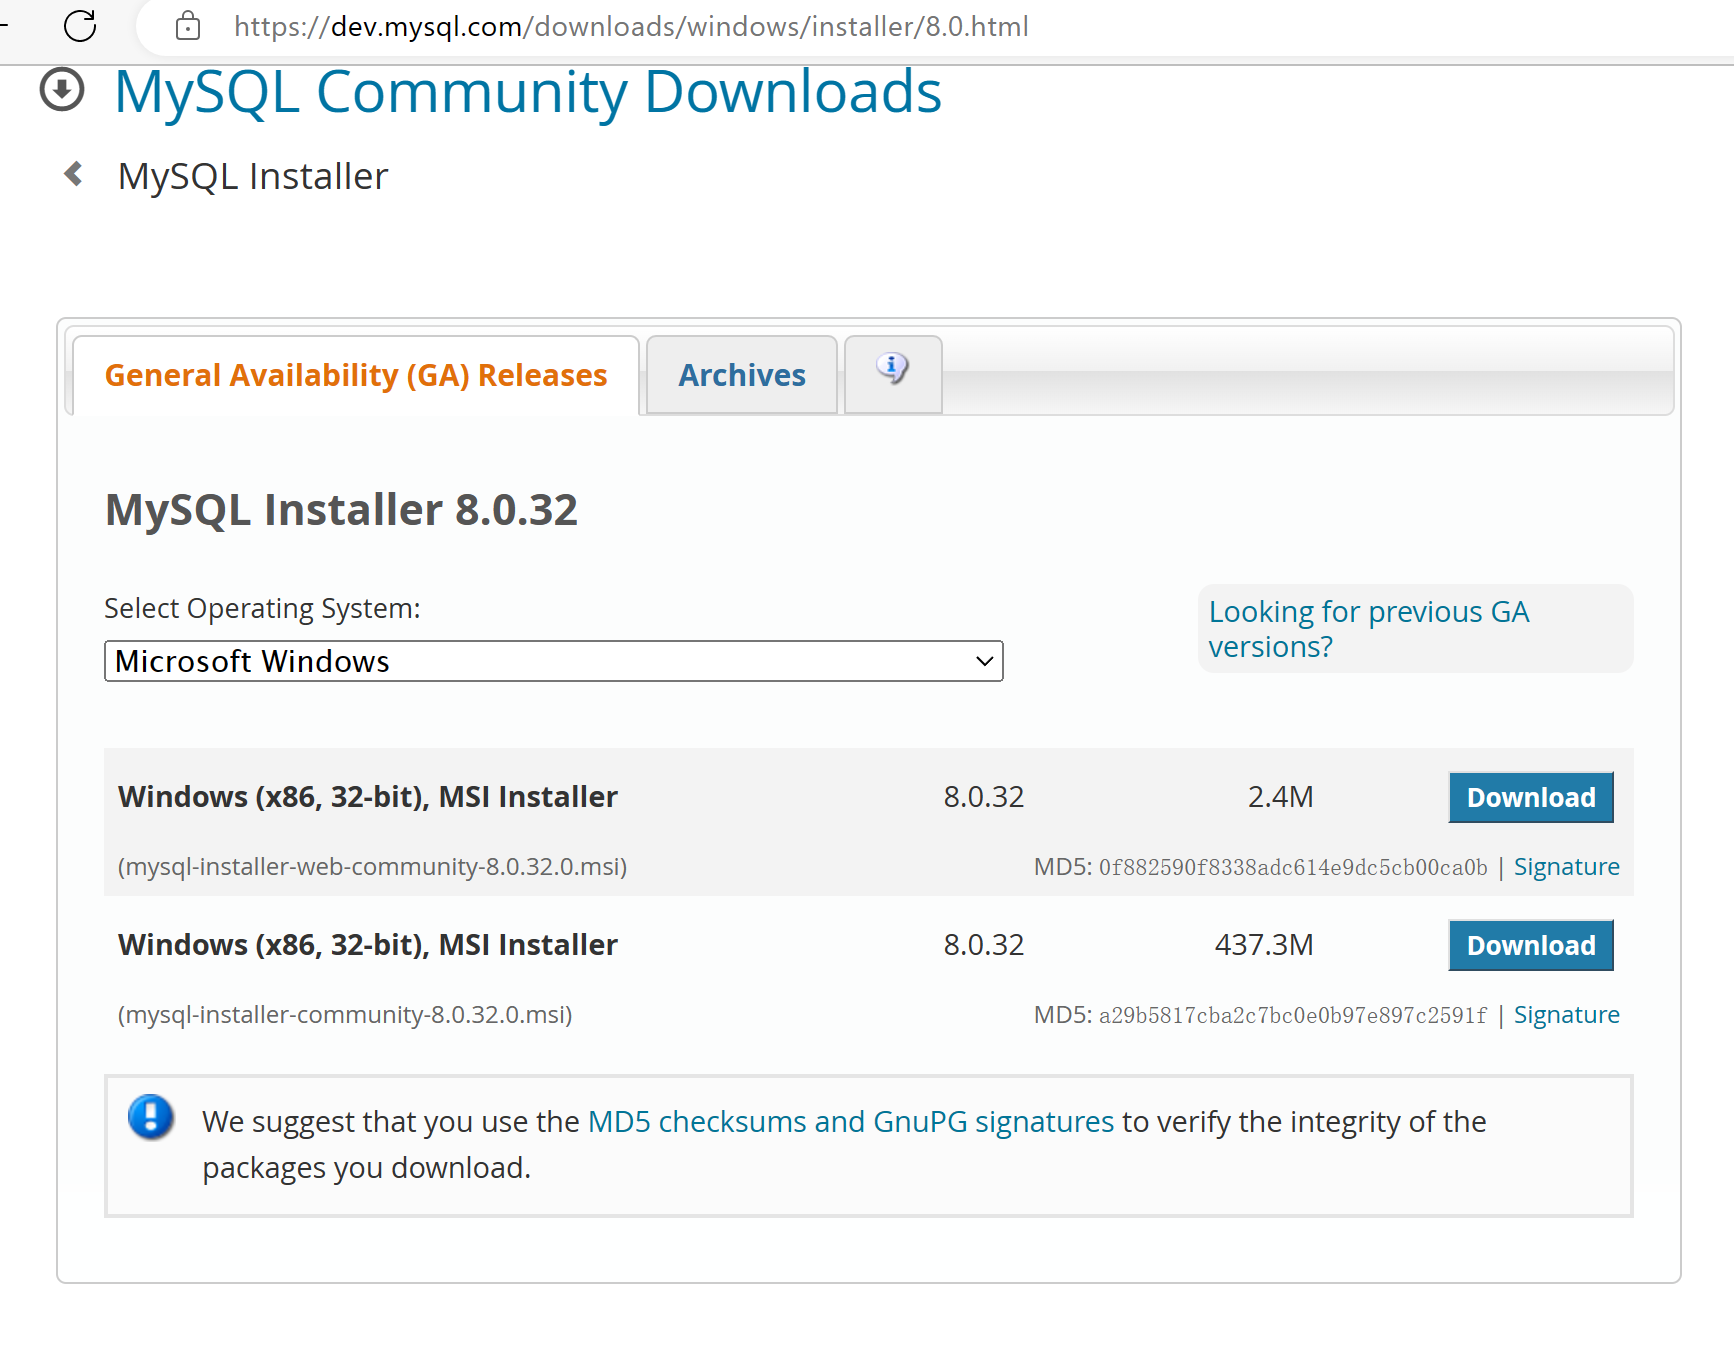 https://dev.mysql.com/downloads/windows/installer/8.0.html
MySQL Community Downloads
MySQL Installer
General Availability (GA) Releases
Archives
MySQL Installer 8.0.32
Select Operating System:
Microsoft Windows
Looking for previous GA
versions?
Windows (x86, 32-bit), MSI Installer 8.0.32 2.4M Download
(mysql-installer-web-community-8.0.32.0.msi) MD5: 0f882590f8338adc614e9dc5cb00ca0b | Signature
Windows (x86, 32-bit), MSI Installer 8.0.32 437.3M Download
(mysql-installer-community-8.0.32.0.msi) MD5: a29b5817cba2c7bc0e0b97e897c2591f | Signature
We suggest that you use the MD5 checksums and GnuPG signatures to verify the integrity of the
packages you download.